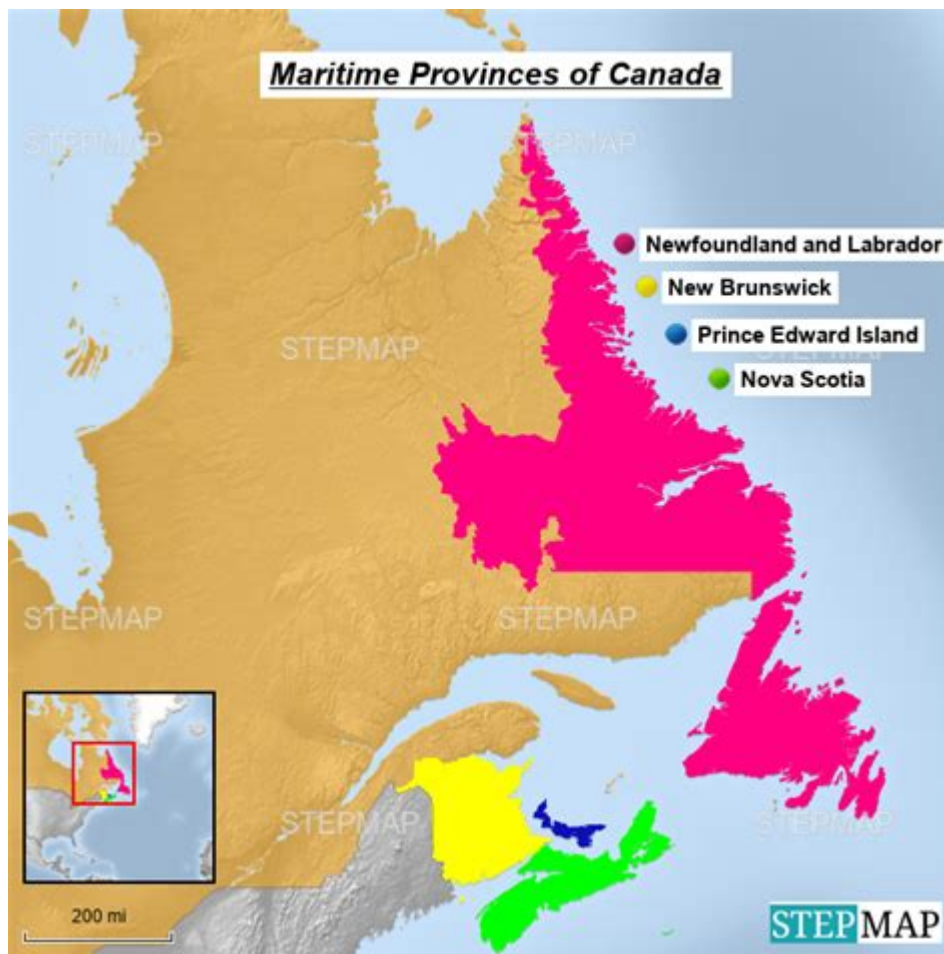 Maritime Provinces of Canada
STEPMAP
STEPMAP
Newfoundland and Labrador
New Brunswick
Prince Edward Island
STEPMAP
STEPMAP
Nova Scotia
STEPMAP
STEPMAP
STEPMAP
STEPMAP
200 mi
STEPMAP